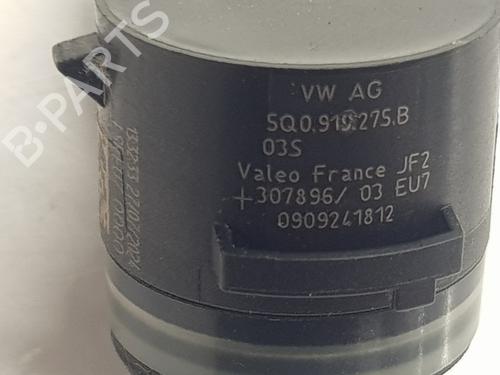 VW AG
5Q0.919.275.B
03S
Valeo France JF2
+307896/ 03 EU7
0909241812
B-PARTS